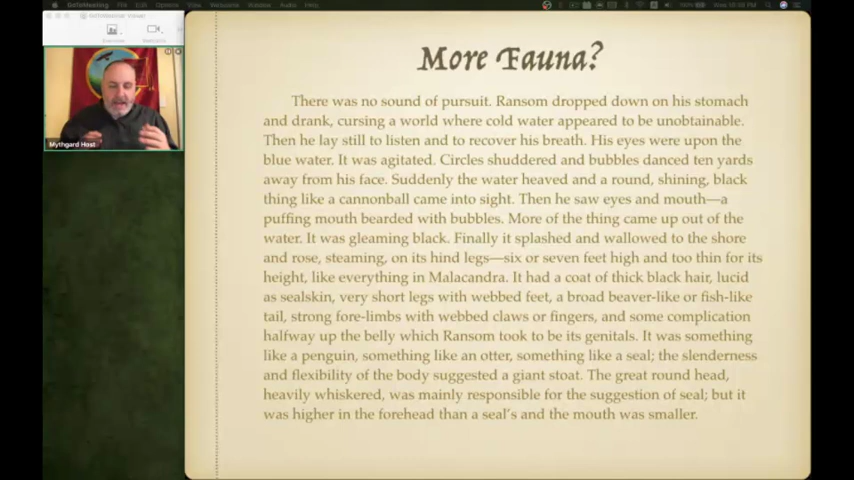 GoToMeeting File Edit Options View Window Audio Help
GoToMeeting Viewer
More Fauna?
There was no sound of pursuit. Ransom dropped down on his stomach
and drank, cursing a world where cold water appeared to be unobtainable.
Then he lay still to listen and to recover his breath. His eyes were upon the
blue water. It was agitated. Circles shuddered and bubbles danced ten yards
away from his face. Suddenly the water heaved and a round, shining, black
thing like a cannonball came into sight. Then he saw eyes and mouth—a
puffing mouth bearded with bubbles. More of the thing came up out of the
water. It was gleaming black. Finally it splashed and wallowed to the shore
and rose, steaming, on its hind legs—six or seven feet high and too thin for its
height, like everything in Malacandra. It had a coat of thick black hair, lucid
as sealskin, very short legs with webbed feet, a broad beaver-like or fish-like
tail, strong fore-limbs with webbed claws or fingers, and some complication
halfway up the belly which Ransom took to be its genitals. It was something
like a penguin, something like an otter, something like a seal; the slenderness
and flexibility of the body suggested a giant stoat. The great round head,
heavily whiskered, was mainly responsible for the suggestion of seal; but it
was higher in the forehead than a seal's and the mouth was smaller.
Mythgard Host